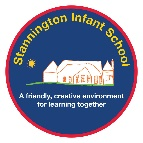 Stannington Infant School
A friendly, creative environment
for learning together